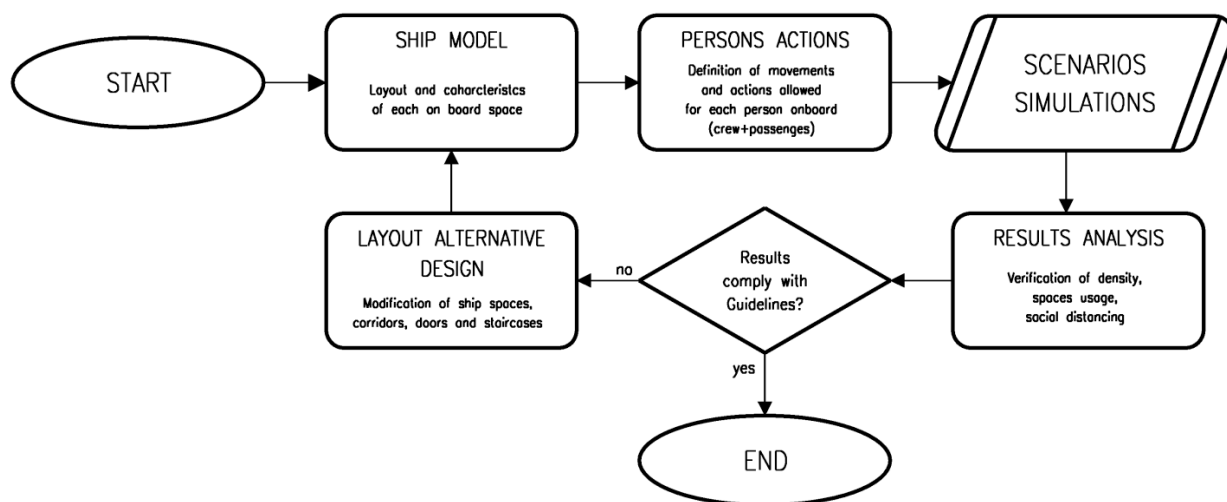 START
SHIP MODEL
Layout and coharcteristcs
of each on board space
PERSONS ACTIONS
Definition of movements
and actions allowed
for each person onboard
(crew+passenges)
SCENARIOS
SIMULATIONS
LAYOUT ALTERNATIVE
DESIGN
Modification of ship spaces,
corridors, doors and staircases
no
Results
comply with
Guidelines?
RESULTS ANALYSIS
Verification of density,
spaces usage,
social distancing
yes
END